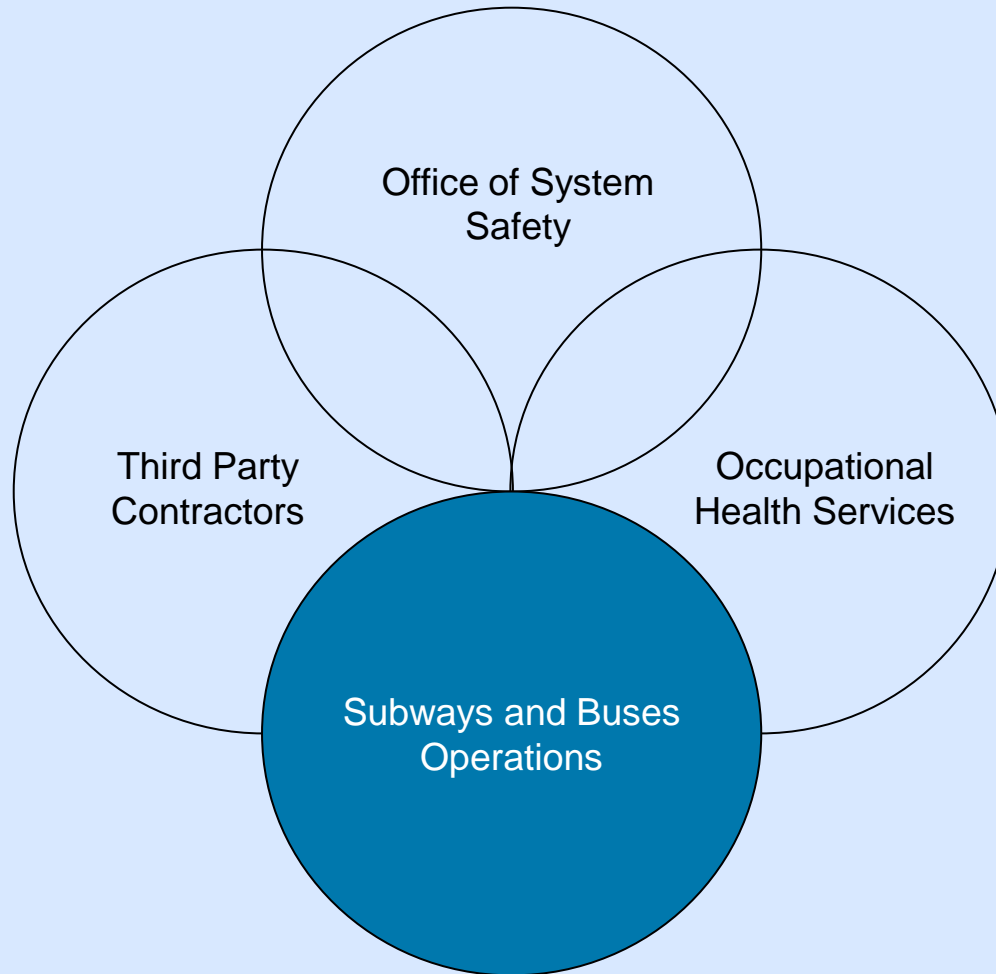 Office of System
Safety
Third Party
Contractors
Occupational
Health Services
Subways and Buses
Operations